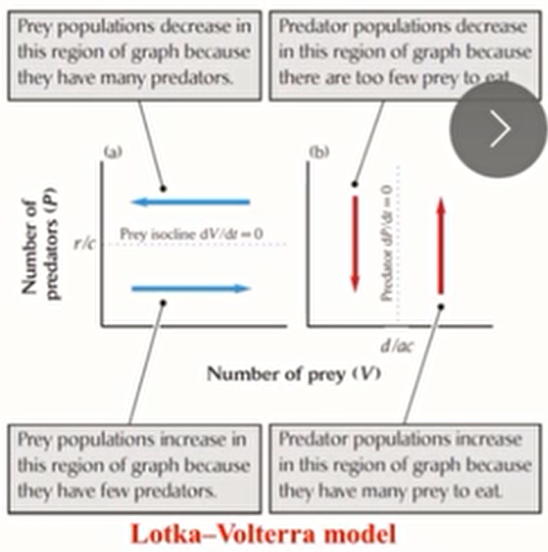 Prey populations decrease in
this region of graph because
they have many predators.
Predator populations decrease
in this region of graph because
there are too few prey to eat.
(a)
(b)
Number of
predators (P)
r/c
Prey isocline dV/dt = 0
Predator dP/dt = 0
d/ac
Number of prey (V)
Prey populations increase in
this region of graph because
they have few predators.
Predator populations increase
in this region of graph because
they have many prey to eat.
Lotka–Volterra model